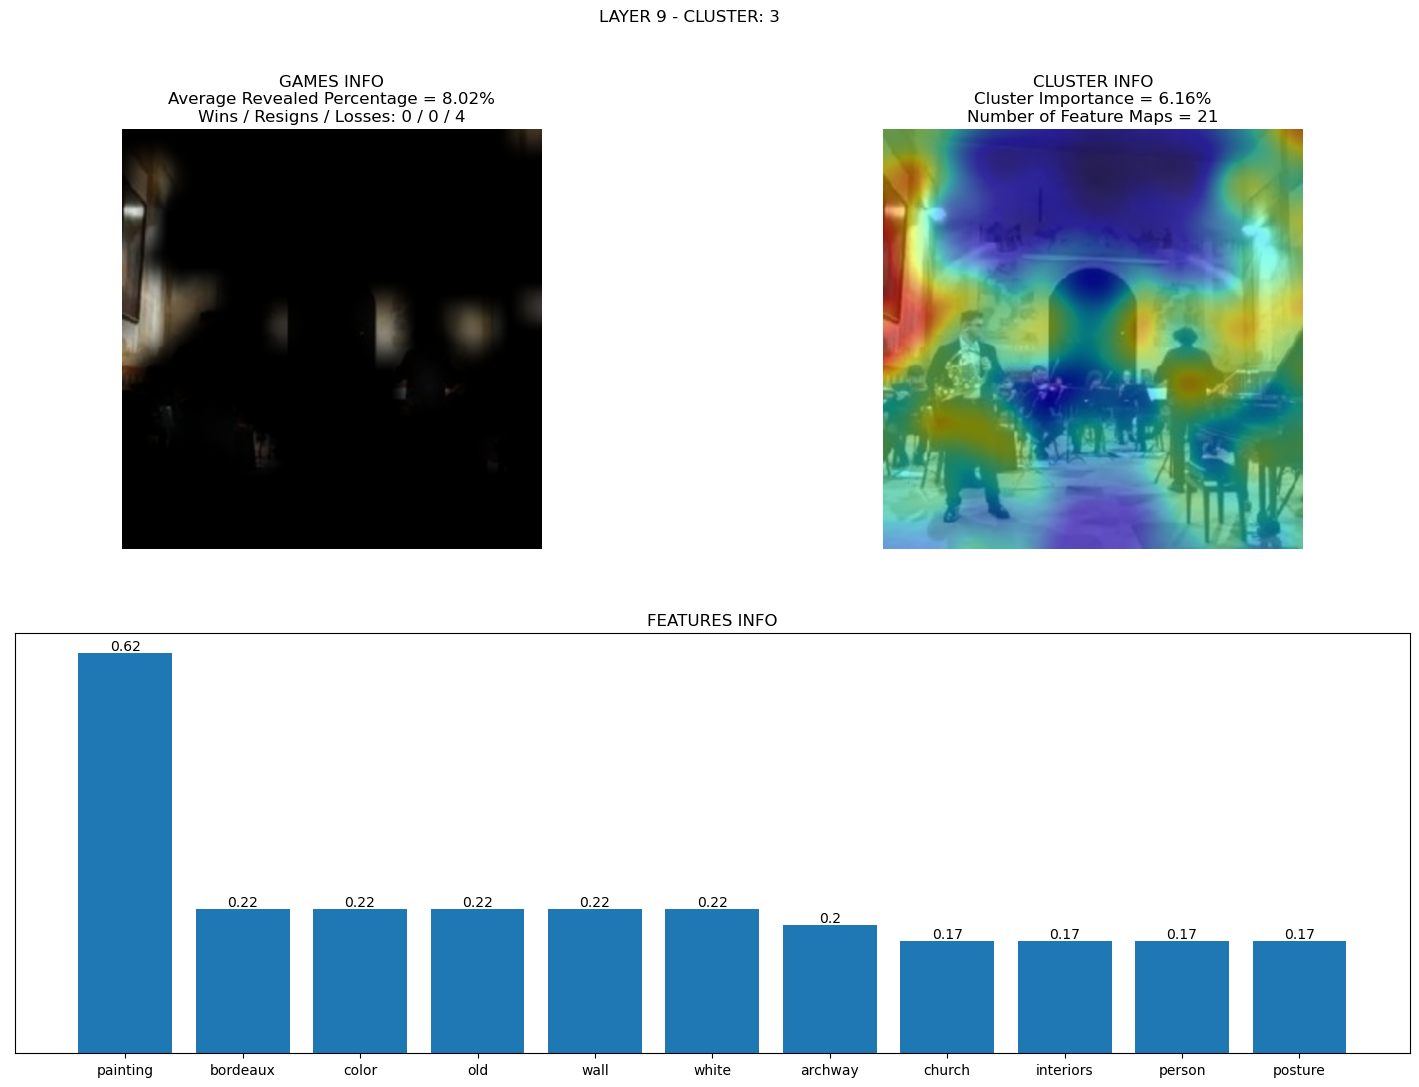 LAYER 9 - CLUSTER: 3
GAMES INFO
Average Revealed Percentage = 8.02%
Wins / Resigns / Losses: 0 / 0 / 4
CLUSTER INFO
Cluster Importance = 6.16%
Number of Feature Maps = 21
FEATURES INFO
0.62
0.22
0.22
0.22
0.22
0.22
0.2
0.17
0.17
0.17
0.17
painting
bordeaux
color
old
wall
white
archway
church
interiors
person
posture